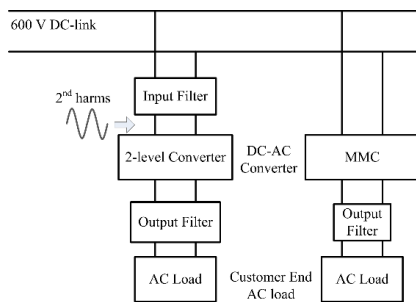 600 V DC-link
2nd harms
Input Filter
2-level Converter
DC-AC
Converter
MMC
Output Filter
Output
Filter
AC Load
Customer End
AC load
AC Load